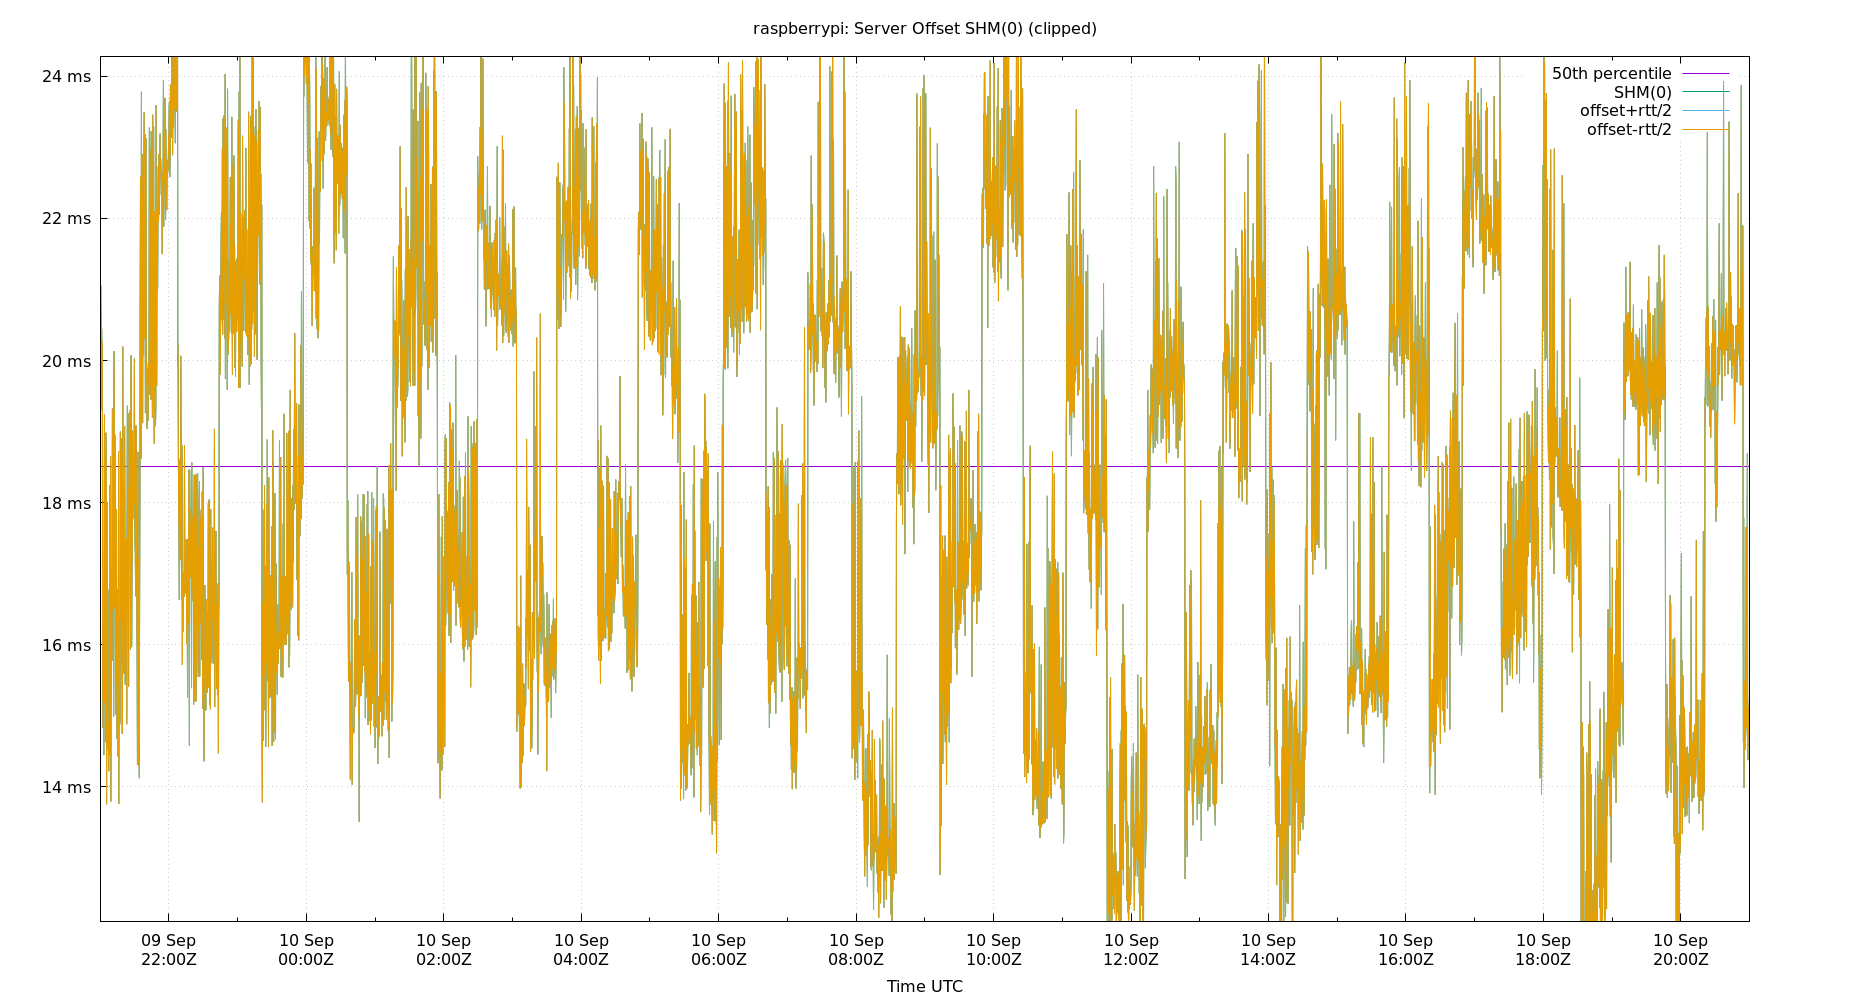 raspberrypi: Server Offset SHM(0) (clipped)
24 ms
22 ms
20 ms
18 ms
16 ms
14 ms
50th percentile
SHM(0)
offset+rtt/2
offset-rtt/2
09 Sep
22:00Z
10 Sep
00:00Z
10 Sep
02:00Z
10 Sep
04:00Z
10 Sep
06:00Z
10 Sep
08:00Z
10 Sep
10:00Z
10 Sep
12:00Z
10 Sep
14:00Z
10 Sep
16:00Z
10 Sep
18:00Z
10 Sep
20:00Z
Time UTC